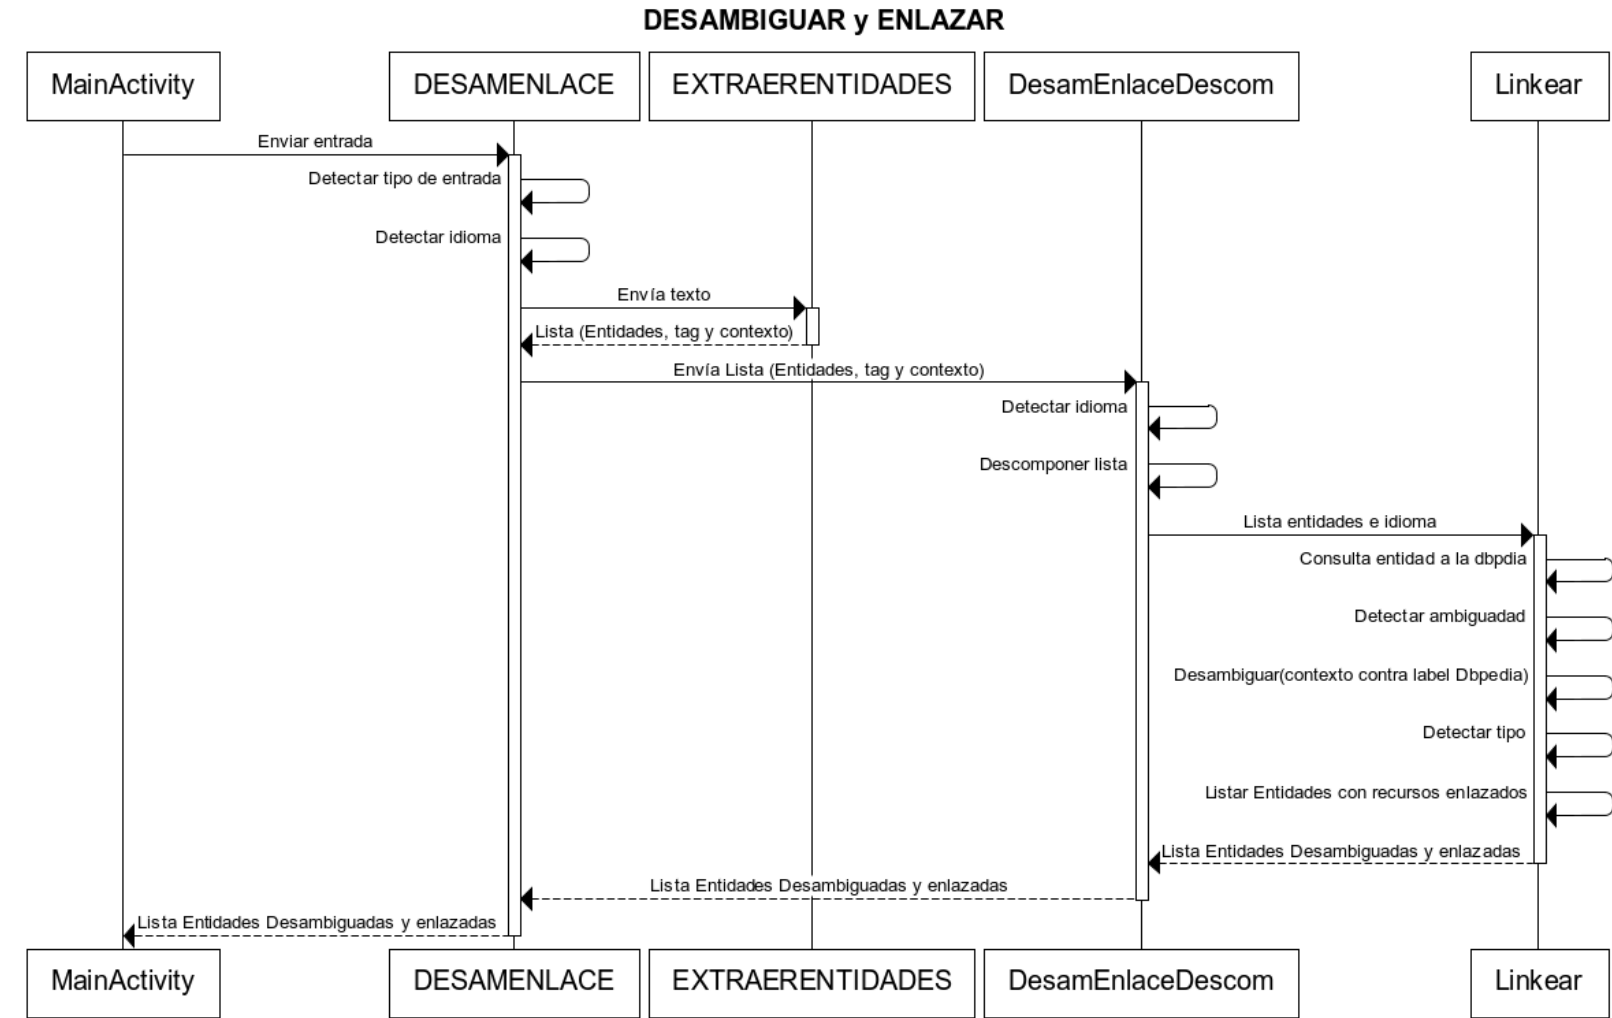 DESAMBIGUAR y ENLAZAR
MainActivity
DESAMENLACE
EXTRAERENTIDADES
DesamEnlaceDescom
Linkear
Enviar entrada
Detectar tipo de entrada
Detectar idioma
Envía texto
Lista (Entidades, tag y contexto)
Envía Lista (Entidades, tag y contexto)
Detectar idioma
Descomponer lista
Lista entidades e idioma
Consulta entidad a la dbpdia
Detectar ambiguadad
Desambiguar(contexto contra label Dbpedia)
Detectar tipo
Listar Entidades con recursos enlazados
Lista Entidades Desambiguadas y enlazadas
Lista Entidades Desambiguadas y enlazadas
Lista Entidades Desambiguadas y enlazadas
MainActivity
DESAMENLACE
EXTRAERENTIDADES
DesamEnlaceDescom
Linkear